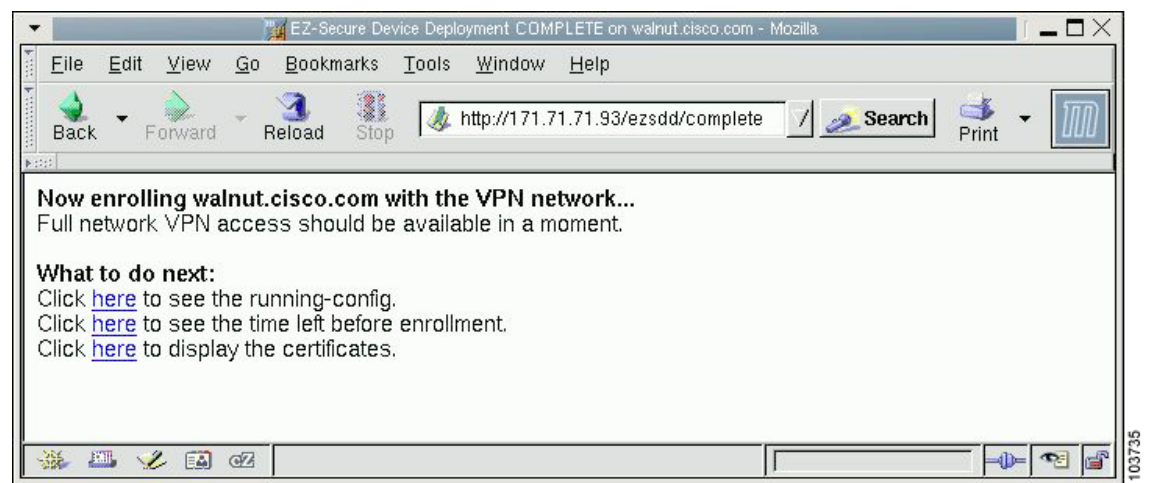 EZ-Secure Device Deployment COMPLETE on walnut.cisco.com - Mozilla
File Edit View Go Bookmarks Tools Window Help
Back Forward Reload Stop http://171.71.71.93/ezsdd/complete Search Print
Now enrolling walnut.cisco.com with the VPN network...
Full network VPN access should be available in a moment.
What to do next:
Click here to see the running-config.
Click here to see the time left before enrollment.
Click here to display the certificates.
103735